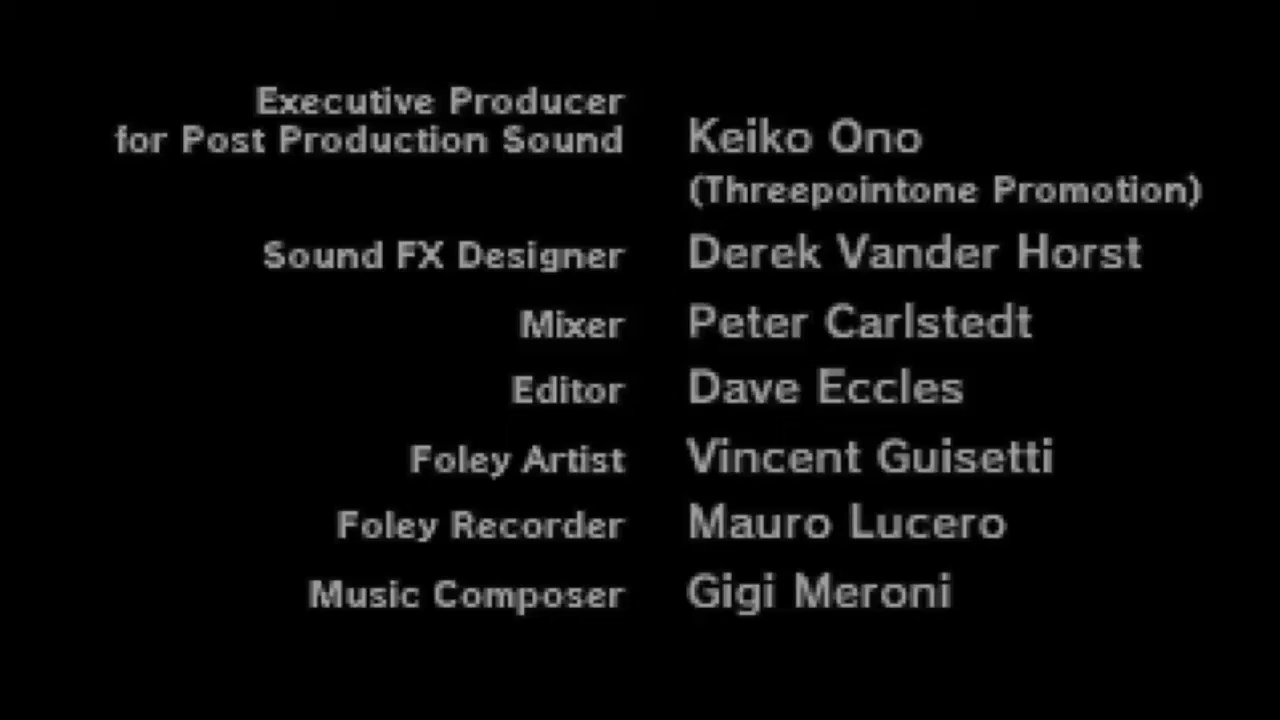 Executive Producer
for Post Production Sound Keiko Ono
(Threepointone Promotion)
Sound FX Designer Derek Vander Horst
Mixer Peter Carlstedt
Editor Dave Eccles
Foley Artist Vincent Guisetti
Foley Recorder Mauro Lucero
Music Composer Gigi Meroni